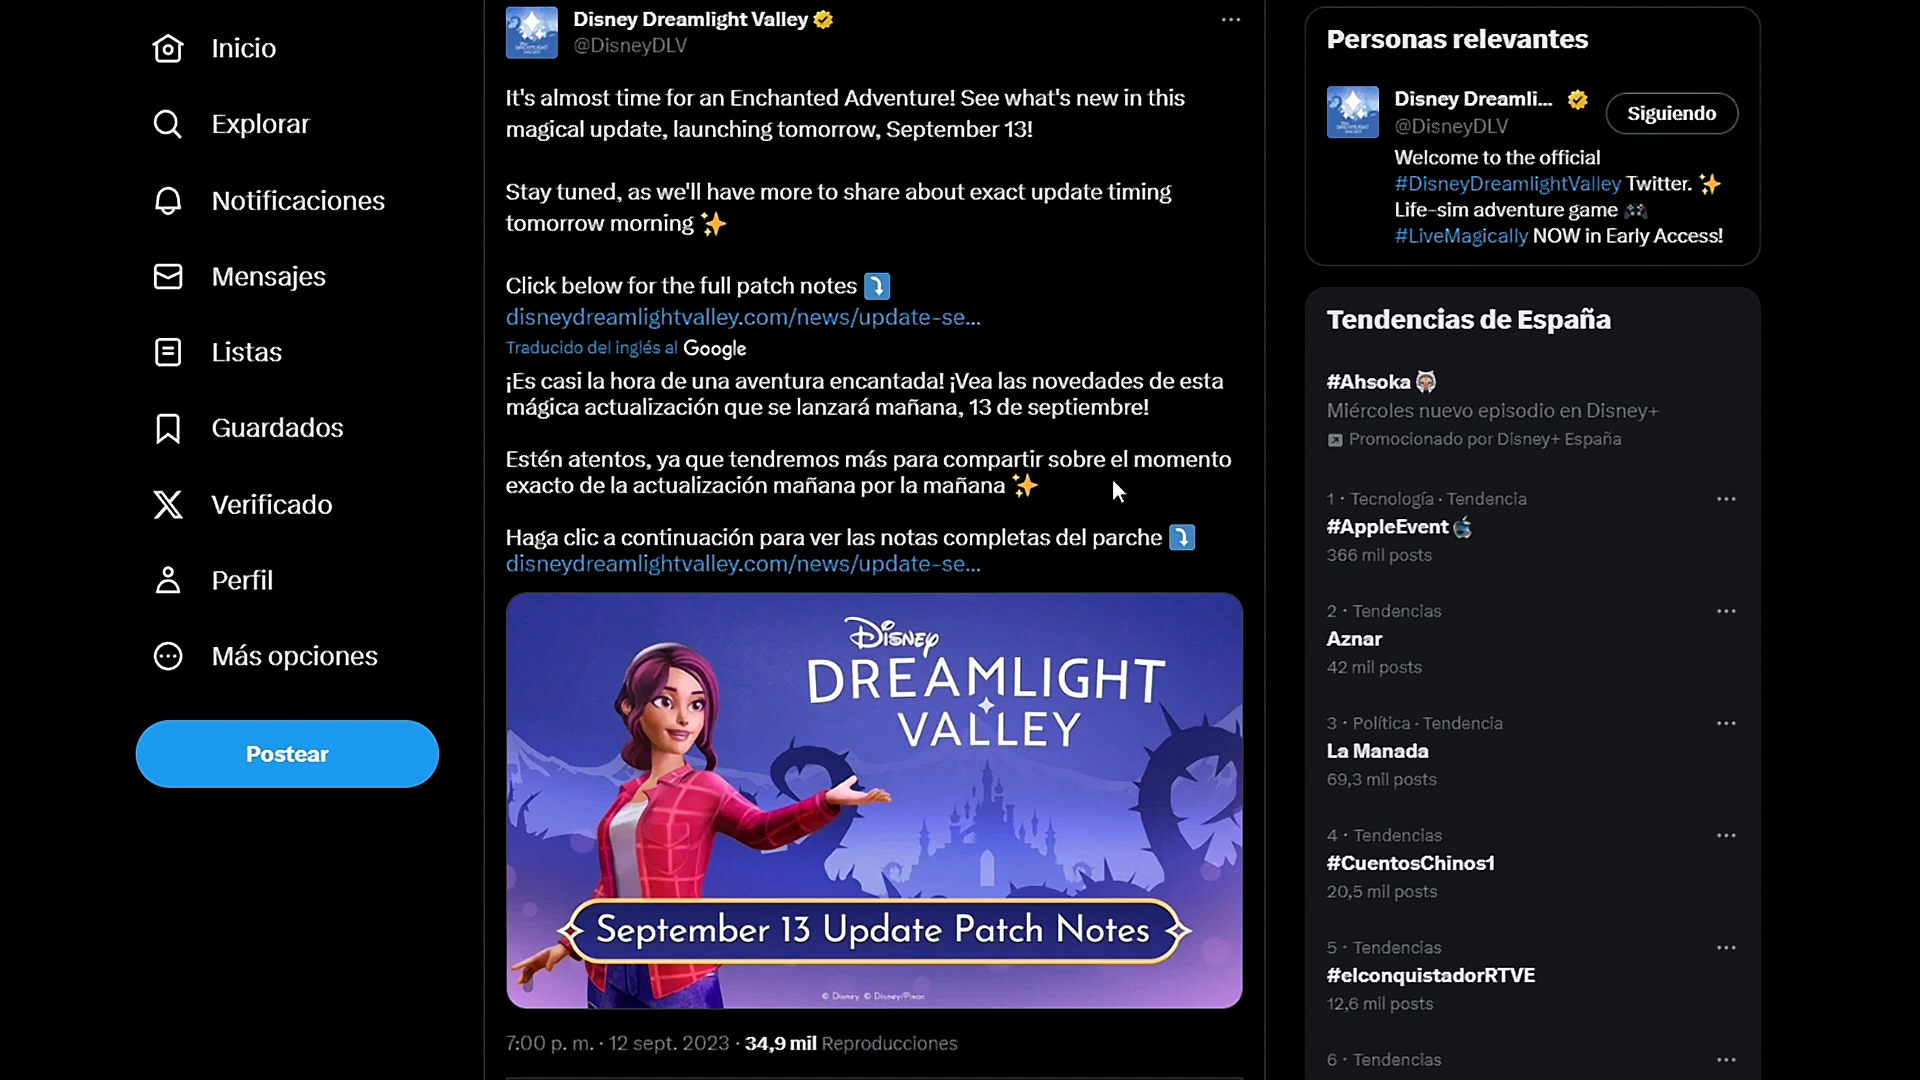 Inicio
Explorar
Notificaciones
Mensajes
Listas
Guardados
Verificado
Perfil
Más opciones
Postear
Disney Dreamlight Valley
@DisneyDLV
It's almost time for an Enchanted Adventure! See what's new in this
magical update, launching tomorrow, September 13!
Stay tuned, as we'll have more to share about exact update timing
tomorrow morning ✨
Click below for the full patch notes ⤵️
disneydreamlightvalley.com/news/update-se...
Traducido del inglés al Google
¡Es casi la hora de una aventura encantada! ¡Vea las novedades de esta
mágica actualización que se lanzará mañana, 13 de septiembre!
Estén atentos, ya que tendremos más para compartir sobre el momento
exacto de la actualización mañana por la mañana ✨
Haga clic a continuación para ver las notas completas del parche ⤵️
disneydreamlightvalley.com/news/update-se...
Disney
DREAMLIGHT
VALLEY
September 13 Update Patch Notes
© Disney. © Disney/Pixar.
7:00 p. m. · 12 sept. 2023 · 34,9 mil Reproducciones
Personas relevantes
Disney Dreamli...
@DisneyDLV
Siguiendo
Welcome to the official
#DisneyDreamlightValley Twitter. ✨
Life-sim adventure game 🎮
#LiveMagically NOW in Early Access!
Tendencias de España
#Ahsoka
Miércoles nuevo episodio en Disney+
Promocionado por Disney+ España
1 · Tecnología · Tendencia
#AppleEvent
366 mil posts
2 · Tendencias
Aznar
42 mil posts
3 · Política · Tendencia
La Manada
69,3 mil posts
4 · Tendencias
#CuentosChinos1
20,5 mil posts
5 · Tendencias
#elconquistadorRTVE
12,6 mil posts
6 · Tendencias